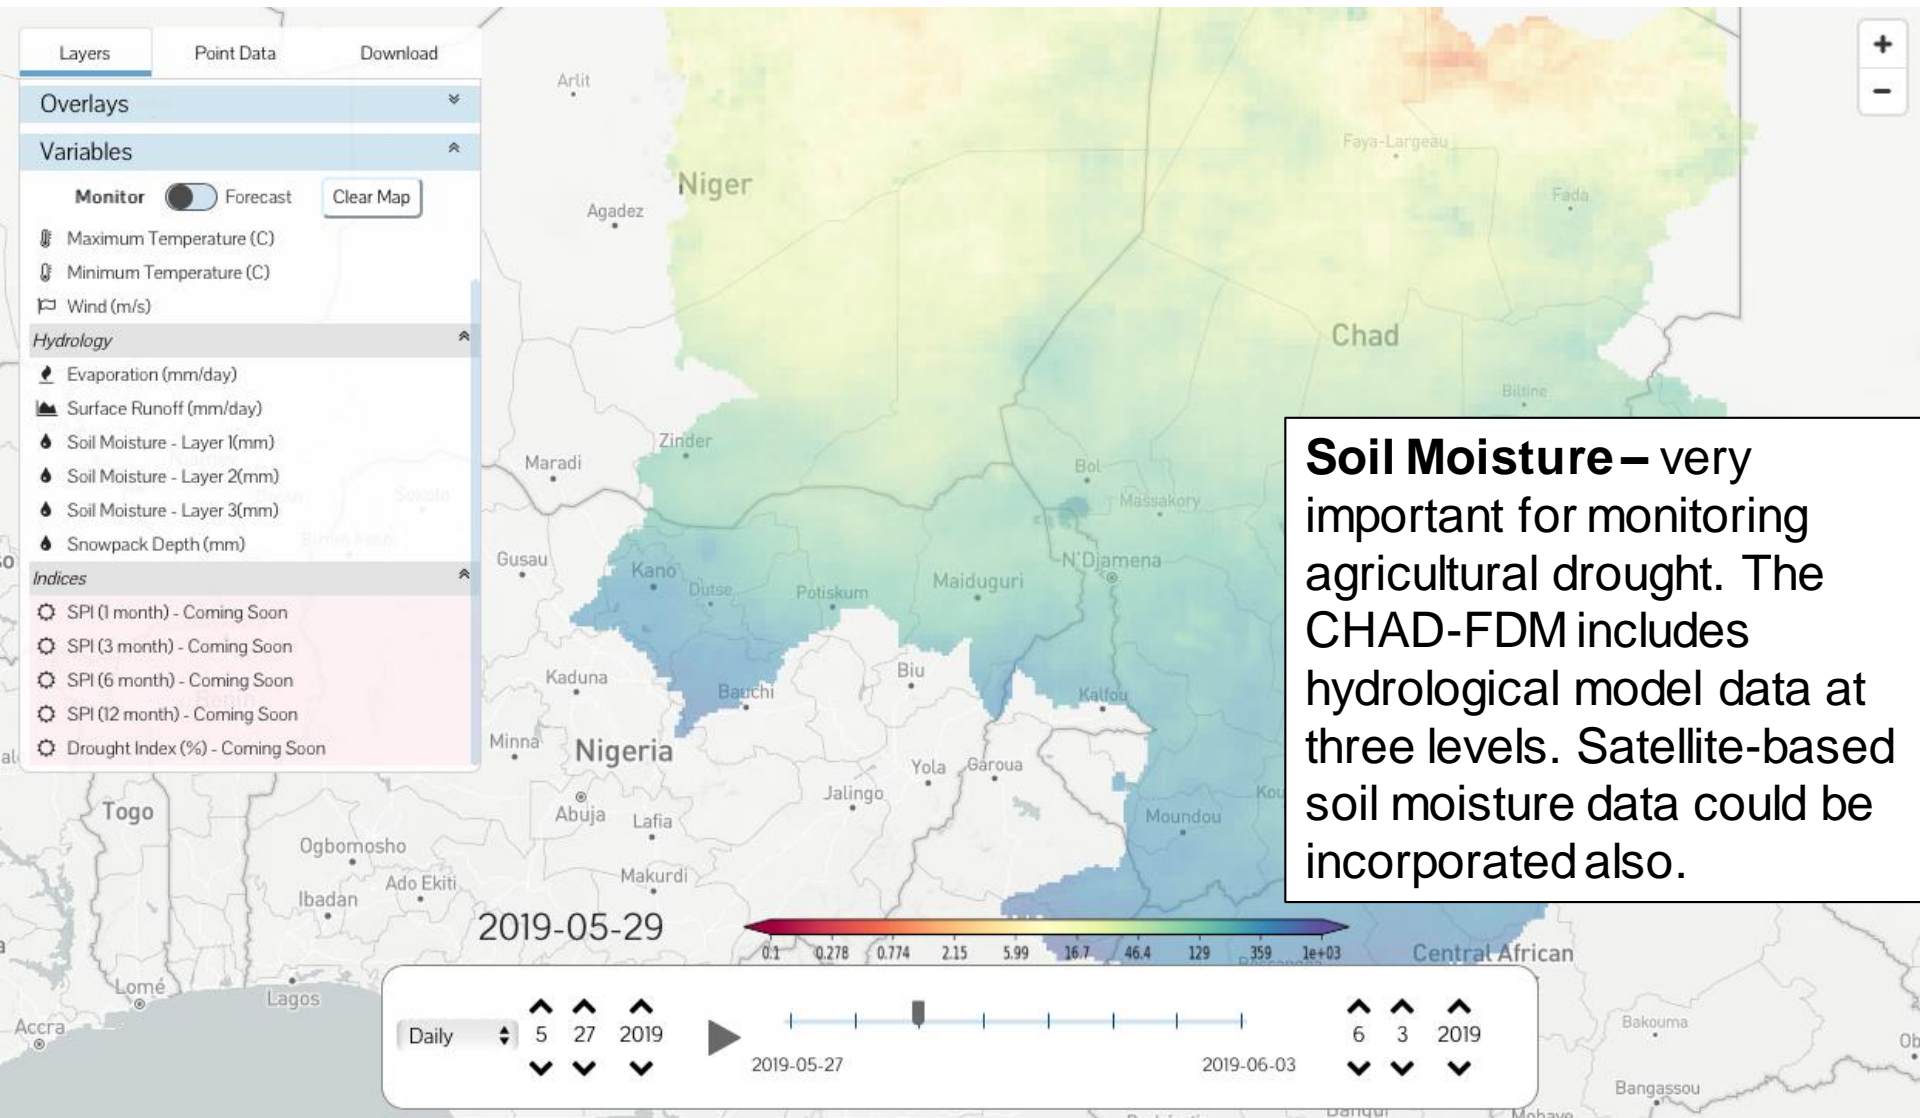 Layers
Point Data
Download
Overlays
Variables
Monitor
Forecast
Clear Map
Maximum Temperature (C)
Minimum Temperature (C)
Wind (m/s)
Hydrology
Evaporation (mm/day)
Surface Runoff (mm/day)
Soil Moisture - Layer 1(mm)
Soil Moisture - Layer 2(mm)
Soil Moisture - Layer 3(mm)
Snowpack Depth (mm)
Indices
SPI (1 month) - Coming Soon
SPI (3 month) - Coming Soon
SPI (6 month) - Coming Soon
SPI (12 month) - Coming Soon
Drought Index (%) - Coming Soon
Arlit
Agadez
Niger
Faya-Largeau
Fada
Chad
Biltine
Zinder
Maradi
Sokoto
Bol
Massakory
Gusau
Kano
Dutse
Potiskum
Maiduguri
N'Djamena
Kaduna
Bauchi
Biu
Kalfou
Minna
Nigeria
Yola
Garoua
Jalingo
Togo
Abuja
Lafia
Moundou
Kou
Ogbomosho
Ado Ekiti
Makurdi
Ibadan
Lomé
Lagos
Accra
Central African
Bakouma
Bangassou
Bangui
Mobaye
Soil Moisture – very
important for monitoring
agricultural drought. The
CHAD-FDM includes
hydrological model data at
three levels. Satellite-based
soil moisture data could be
incorporated also.
2019-05-29
0.1 0.278 0.774 2.15 5.99 16.7 46.4 129 359 1e+03
Daily
5 27 2019
2019-05-27
2019-06-03
6 3 2019